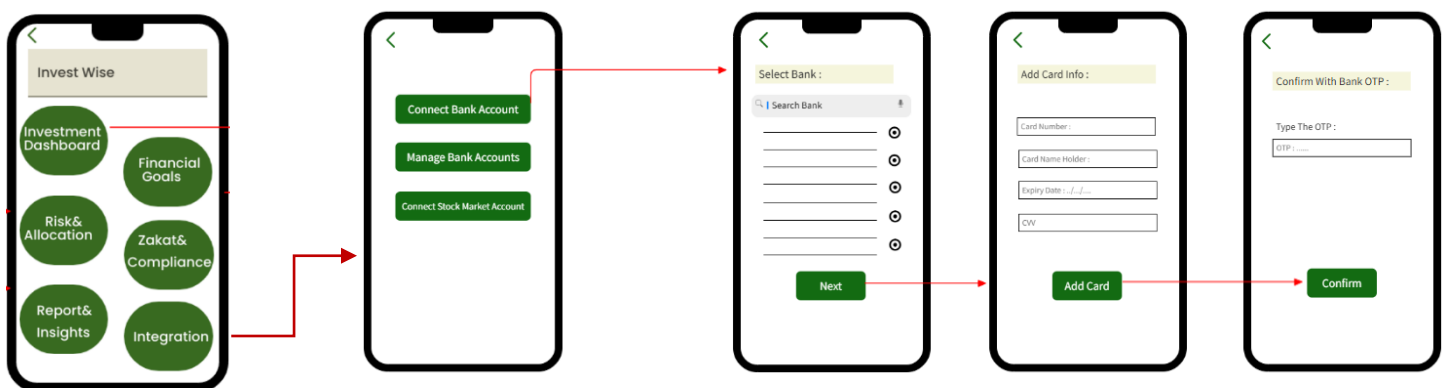 Invest Wise
Investment
Dashboard
Financial
Goals
Risk&
Allocation
Zakat&
Compliance
Report&
Insights
Integration
Connect Bank Account
Manage Bank Accounts
Connect Stock Market Account
Select Bank :
Search Bank
Next
Add Card Info :
Card Number :
Card Name Holder :
Expiry Date : ../.../....
CVV
Add Card
Confirm With Bank OTP :
Type The OTP :
OTP : ......
Confirm